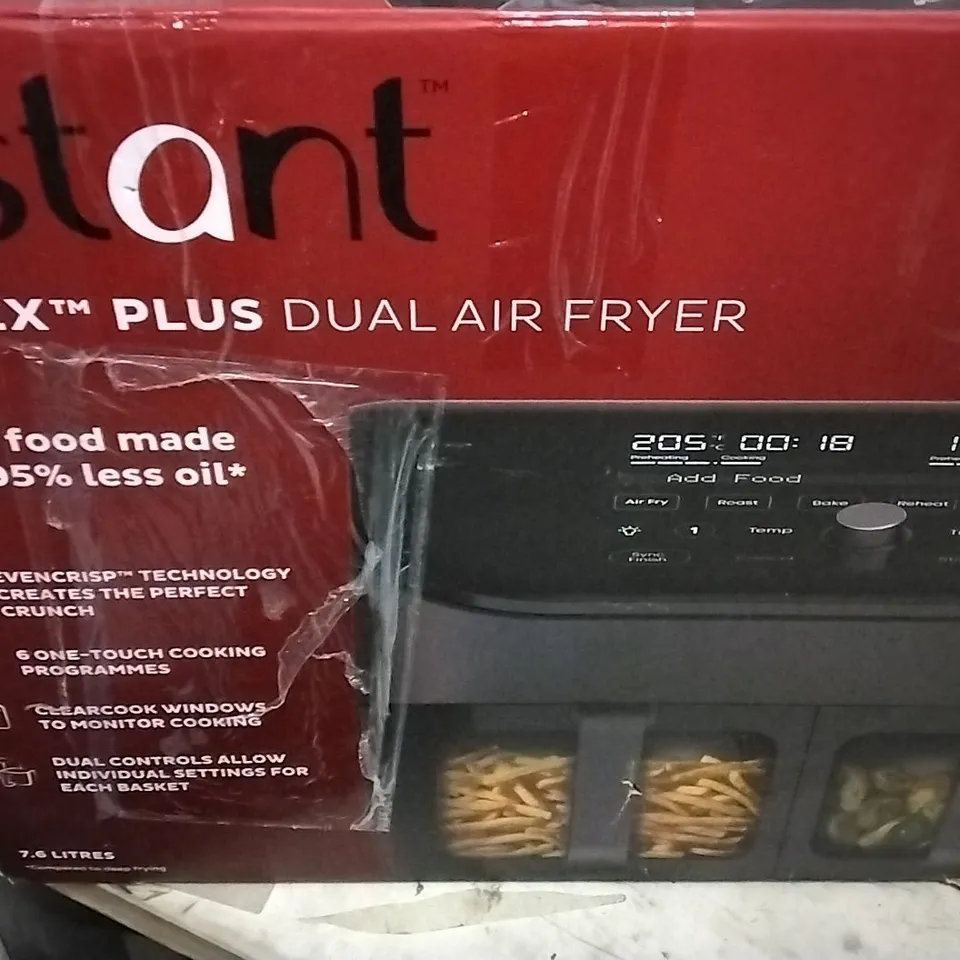 stant™
X™ PLUS DUAL AIR FRYER
food made
95% less oil*
EVENCRISP™ TECHNOLOGY
CREATES THE PERFECT
CRUNCH
6 ONE-TOUCH COOKING
PROGRAMMES
CLEARCOOK WINDOWS
TO MONITOR COOKING
DUAL CONTROLS ALLOW
INDIVIDUAL SETTINGS FOR
EACH BASKET
7.6 LITRES
*Compared to deep frying
205 °F °C 00:18
Preheating Cooking
Add Food
Air Fry Roast Bake Reheat
1 Temp
Sync
Finish